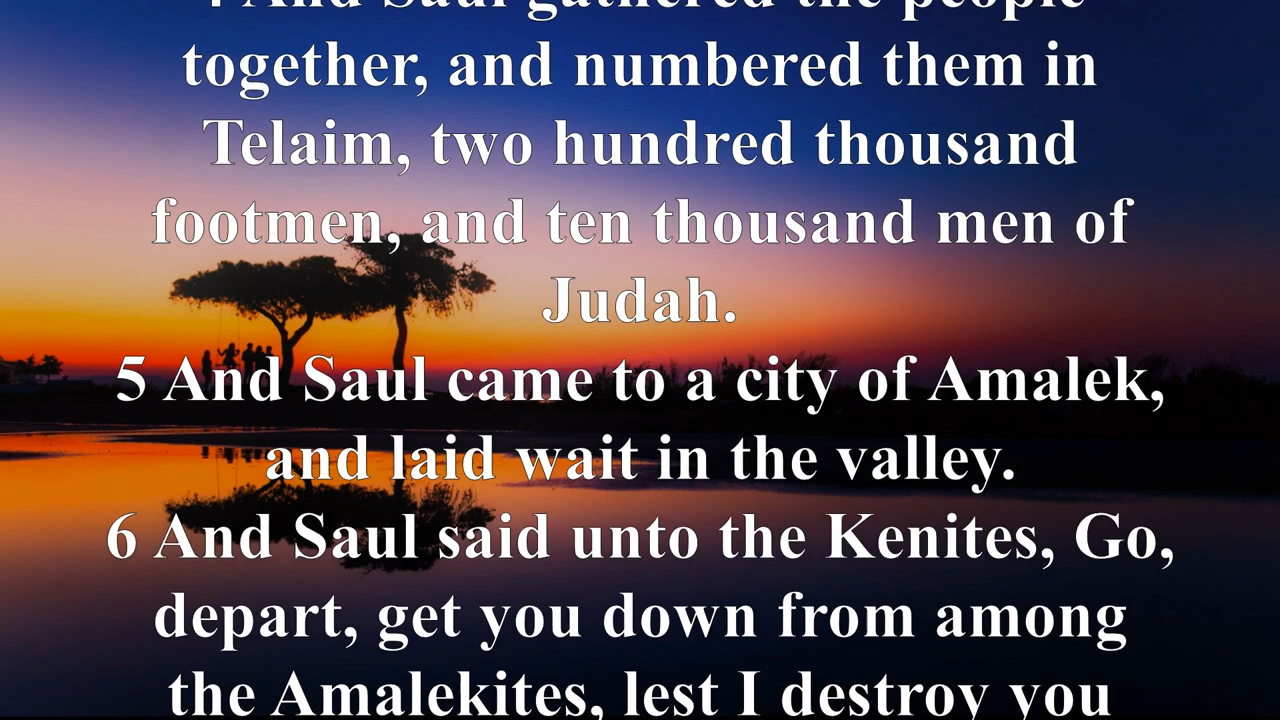 4 And Saul gathered the people
together, and numbered them in
Telaim, two hundred thousand
footmen, and ten thousand men of
Judah.
5 And Saul came to a city of Amalek,
and laid wait in the valley.
6 And Saul said unto the Kenites, Go,
depart, get you down from among
the Amalekites, lest I destroy you